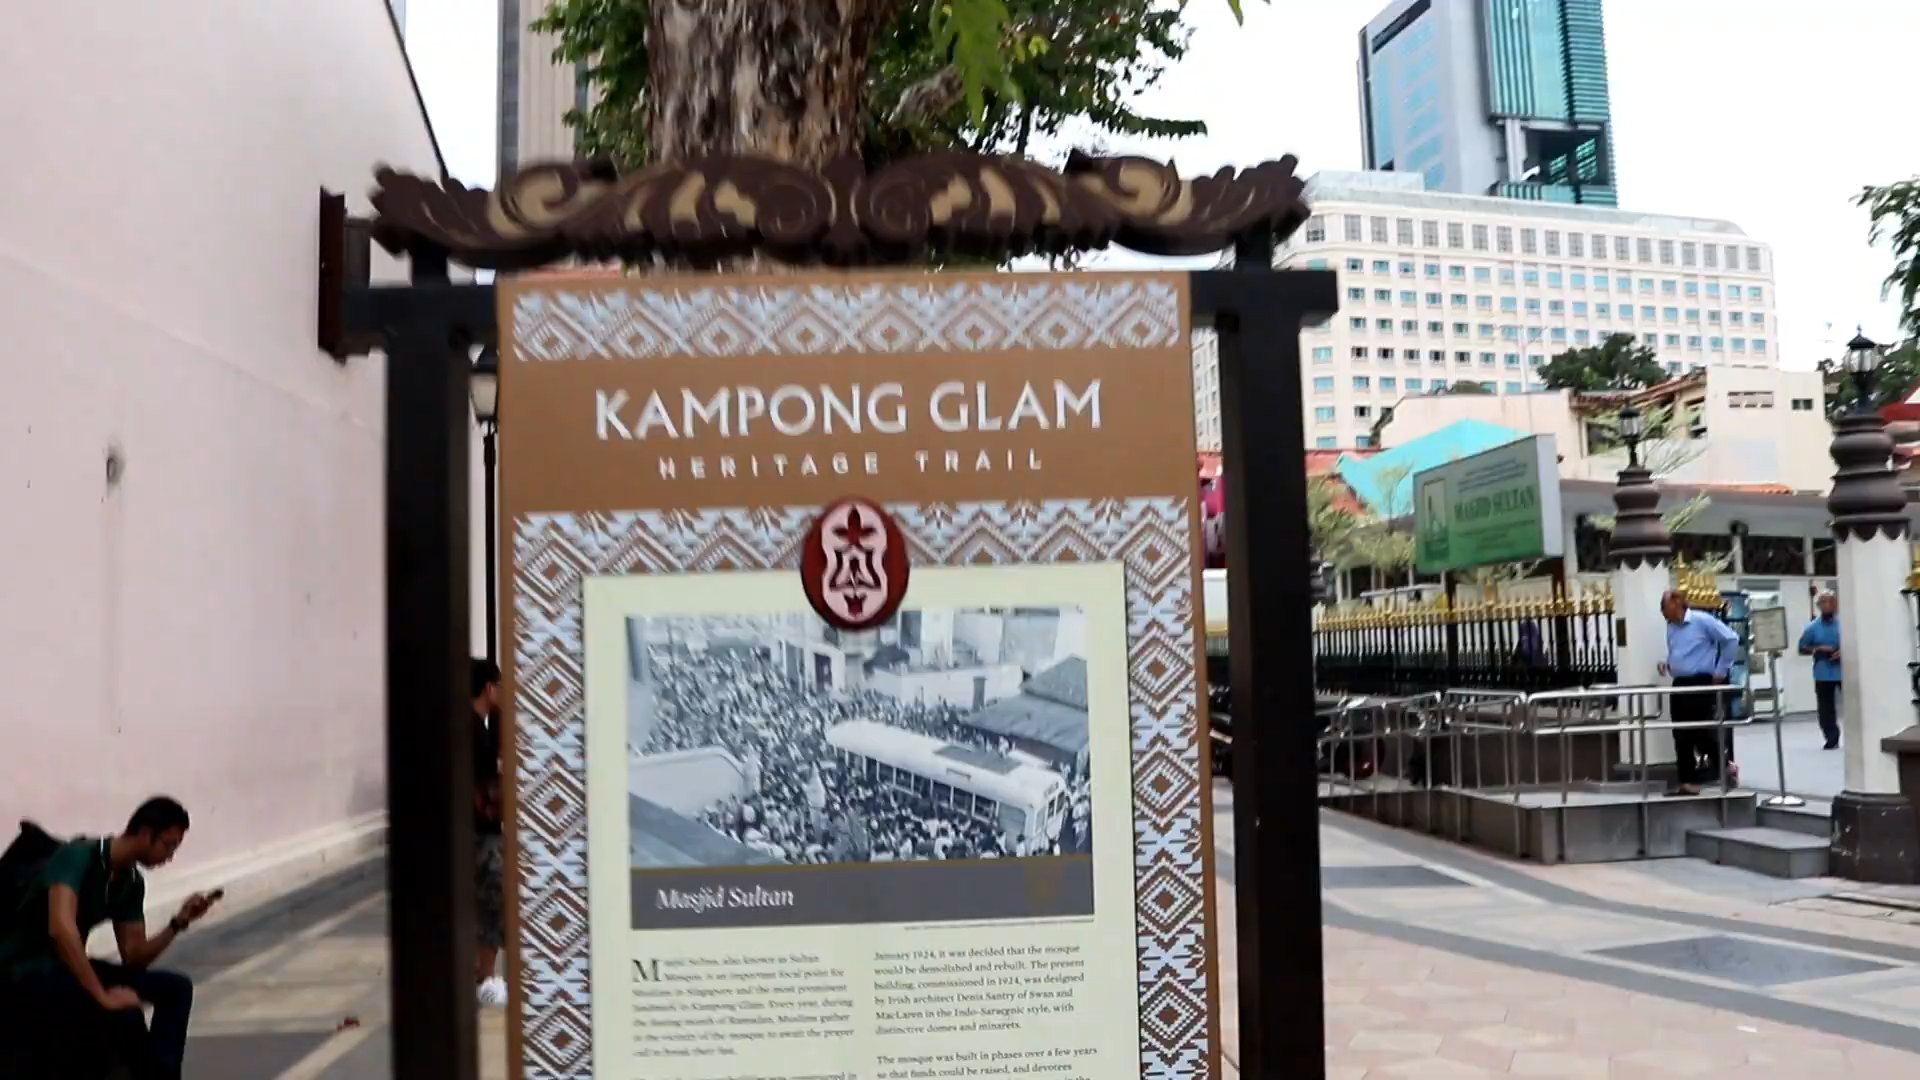 KAMPONG GLAM
HERITAGE TRAIL
MASJID SULTAN
Masjid Sultan
Masjid Sultan, also known as Sultan
Mosque, is an important focal point for
Muslims in Singapore and the most prominent
landmark in Kampong Glam. Every year, during
the fasting month of Ramadan, Muslims gather
in the vicinity of the mosque to await the prayer
call to break their fast.
January 1924, it was decided that the mosque
would be demolished and rebuilt. The present
building, commissioned in 1924, was designed
by Irish architect Denis Santry of Swan and
MacLaren in the Indo-Saracenic style, with
distinctive domes and minarets.
The mosque was built in phases over a few years
so that funds could be raised, and devotees